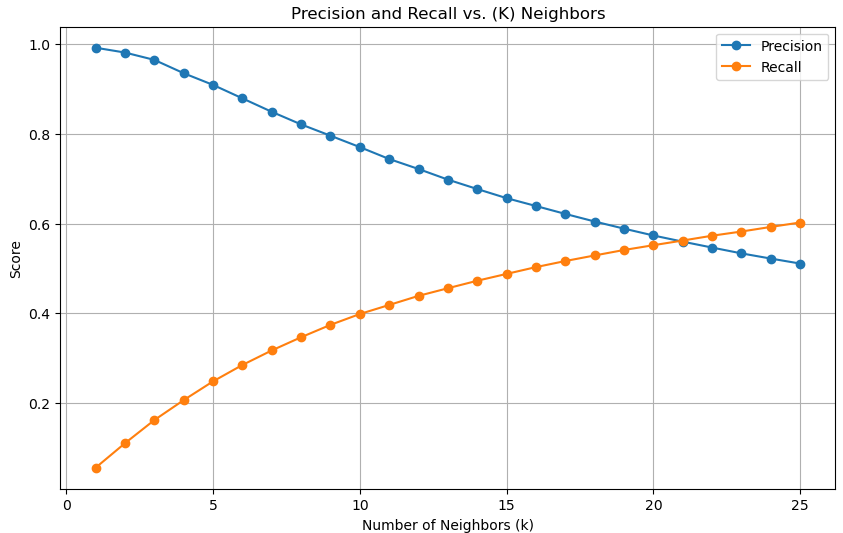 Precision and Recall vs. (K) Neighbors
Precision
Recall
1.0
0.8
0.6
0.4
0.2
Score
0 5 10 15 20 25
Number of Neighbors (k)